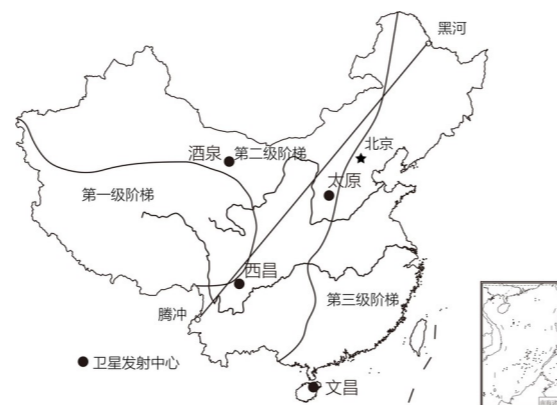 黑河
北京
酒泉
第二级阶梯
太原
第一级阶梯
西昌
腾冲
第三级阶梯
卫星发射中心
文昌